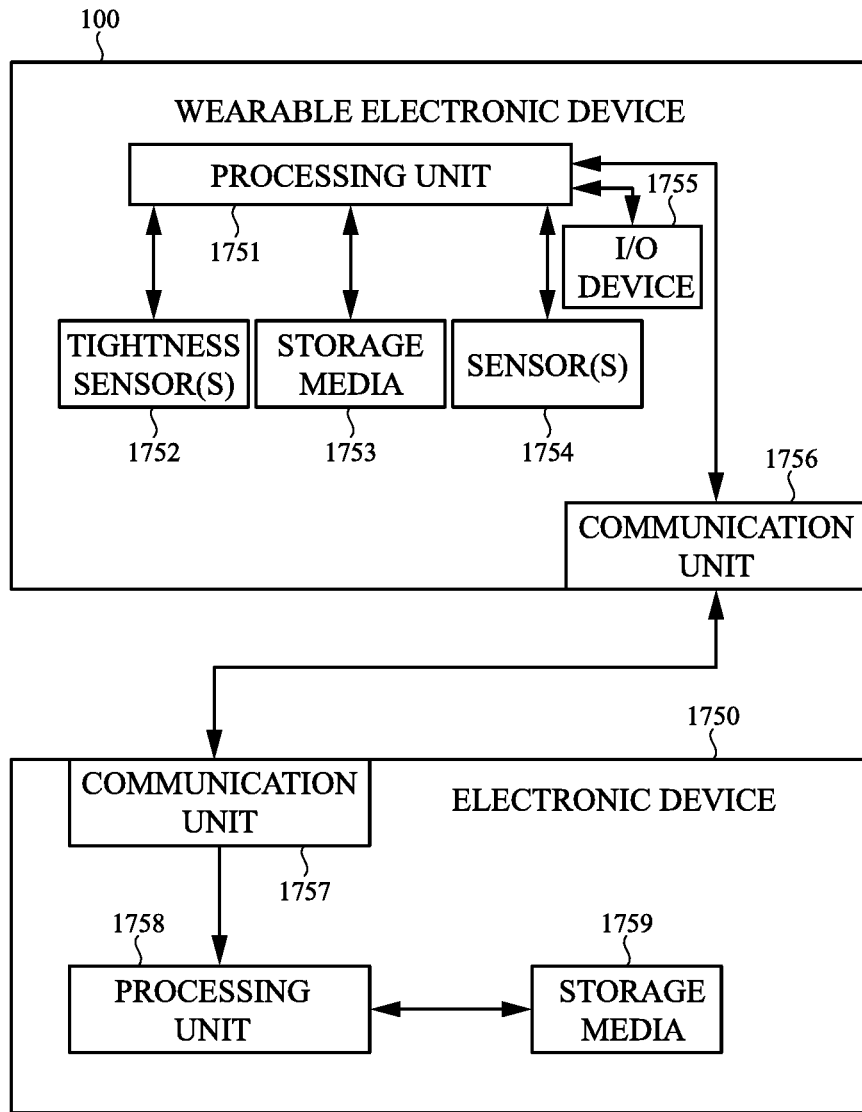 100
WEARABLE ELECTRONIC DEVICE
PROCESSING UNIT
1751
1755
I/O
DEVICE
TIGHTNESS
SENSOR(S)
1752
STORAGE
MEDIA
1753
SENSOR(S)
1754
1756
COMMUNICATION
UNIT
1750
ELECTRONIC DEVICE
COMMUNICATION
UNIT
1757
1758
PROCESSING
UNIT
1759
STORAGE
MEDIA